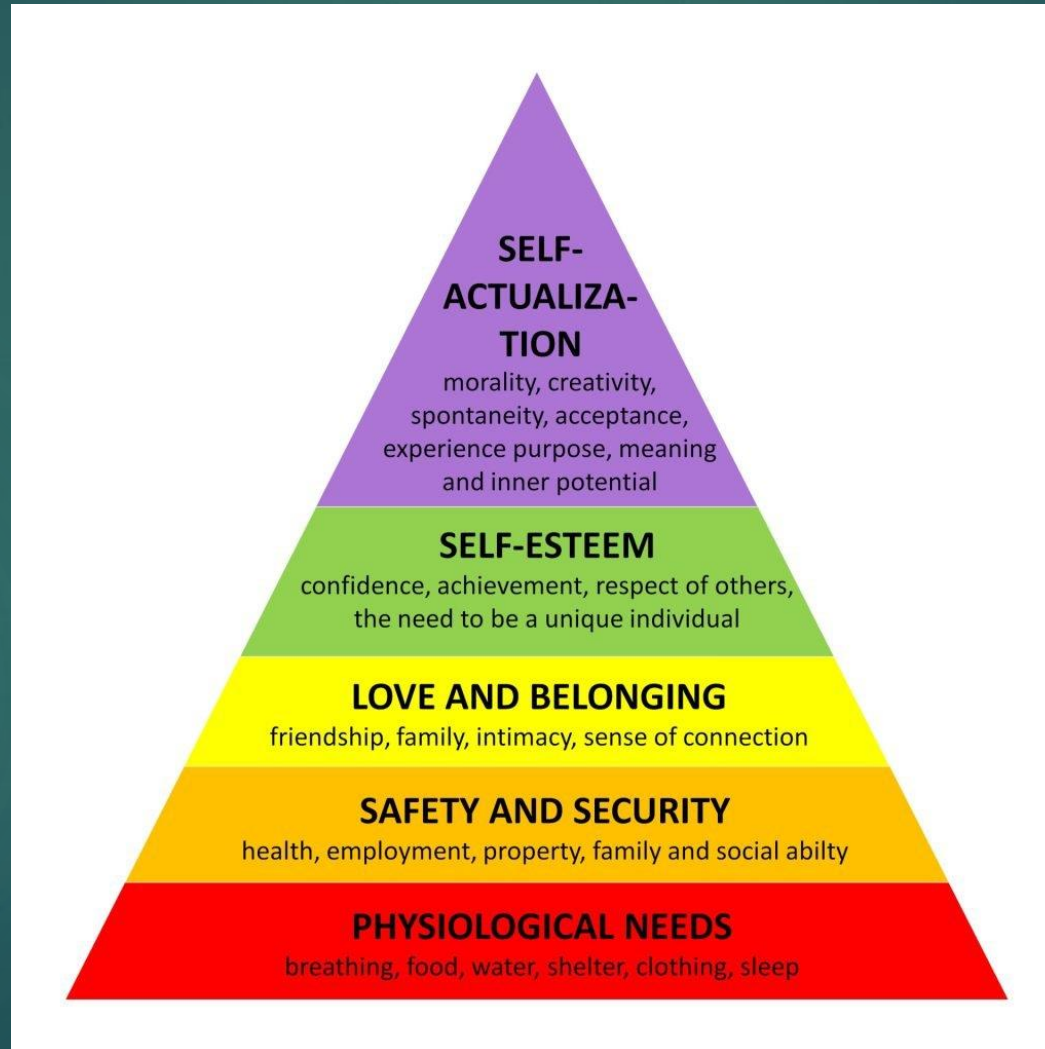 SELF-
ACTUALIZA-
TION
morality, creativity,
spontaneity, acceptance,
experience purpose, meaning
and inner potential
SELF-ESTEEM
confidence, achievement, respect of others,
the need to be a unique individual
LOVE AND BELONGING
friendship, family, intimacy, sense of connection
SAFETY AND SECURITY
health, employment, property, family and social abilty
PHYSIOLOGICAL NEEDS
breathing, food, water, shelter, clothing, sleep